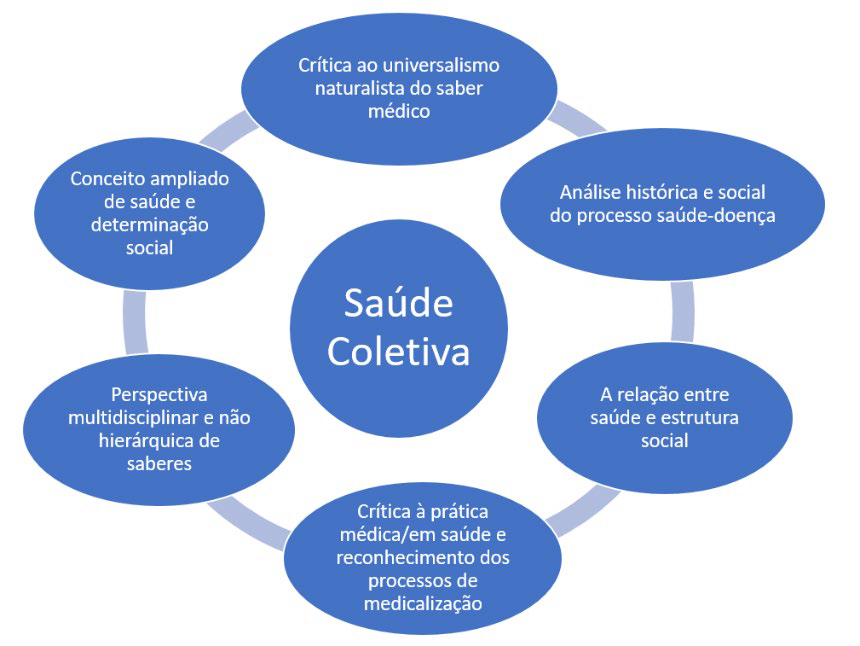 Crítica ao universalismo
naturalista do saber
médico
Análise histórica e social
do processo saúde-doença
A relação entre
saúde e estrutura
social
Crítica à prática
médica/em saúde e
reconhecimento dos
processos de
medicalização
Perspectiva
multidisciplinar e não
hierárquica de
saberes
Conceito ampliado
de saúde e
determinação
social
Saúde
Coletiva